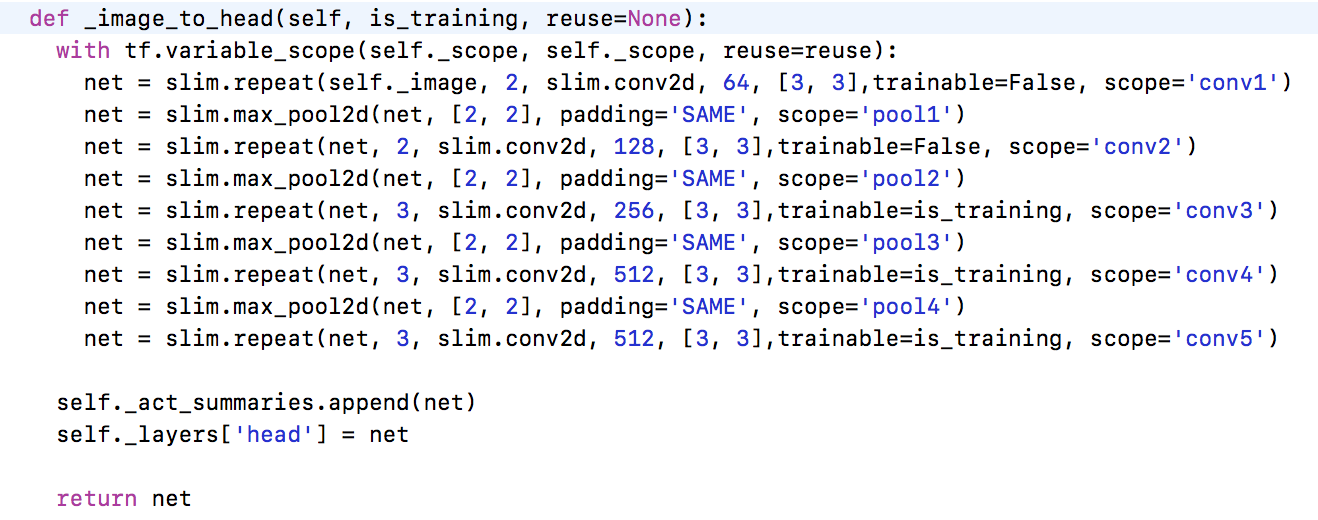 def _image_to_head(self, is_training, reuse=None):
  with tf.variable_scope(self._scope, self._scope, reuse=reuse):
    net = slim.repeat(self._image, 2, slim.conv2d, 64, [3, 3],trainable=False, scope='conv1')
    net = slim.max_pool2d(net, [2, 2], padding='SAME', scope='pool1')
    net = slim.repeat(net, 2, slim.conv2d, 128, [3, 3],trainable=False, scope='conv2')
    net = slim.max_pool2d(net, [2, 2], padding='SAME', scope='pool2')
    net = slim.repeat(net, 3, slim.conv2d, 256, [3, 3],trainable=is_training, scope='conv3')
    net = slim.max_pool2d(net, [2, 2], padding='SAME', scope='pool3')
    net = slim.repeat(net, 3, slim.conv2d, 512, [3, 3],trainable=is_training, scope='conv4')
    net = slim.max_pool2d(net, [2, 2], padding='SAME', scope='pool4')
    net = slim.repeat(net, 3, slim.conv2d, 512, [3, 3],trainable=is_training, scope='conv5')

  self._act_summaries.append(net)
  self._layers['head'] = net

  return net